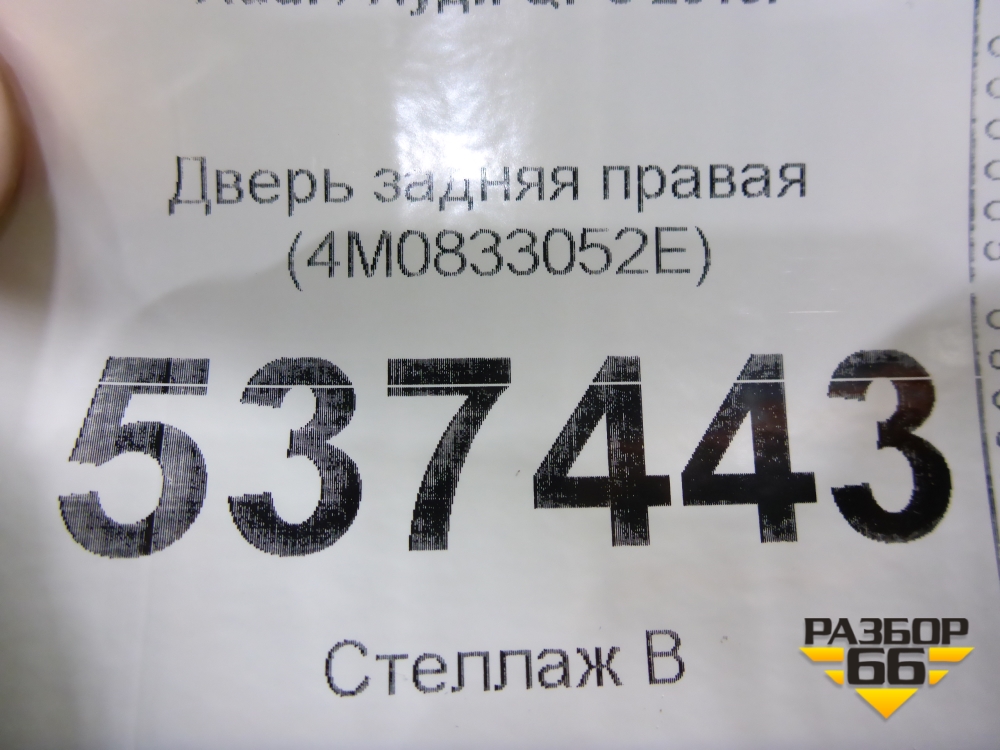 Дверь задняя правая
(4M0833052E)
537443
Стеллаж В
РАЗБОР
66